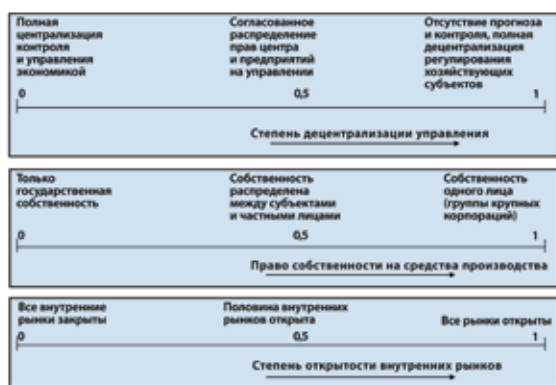 Полная
централизация
контроля
и управления
экономикой
Согласованное
распределение
прав центра
и предприятий
на управлении
Отсутствие прогноза
и контроля, полная
децентрализация
регулирования
хозяйствующих
субъектов
0
0,5
1
Степень децентрализации управления
Только
государственная
собственность
Собственность
распределена
между субъектами
и частными лицами
Собственность
одного лица
(группы крупных
корпораций)
0
0,5
1
Право собственности на средства производства
Все внутренние
рынки закрыты
Половина внутренних
рынков открыта
Все рынки открыты
0
0,5
1
Степень открытости внутренних рынков